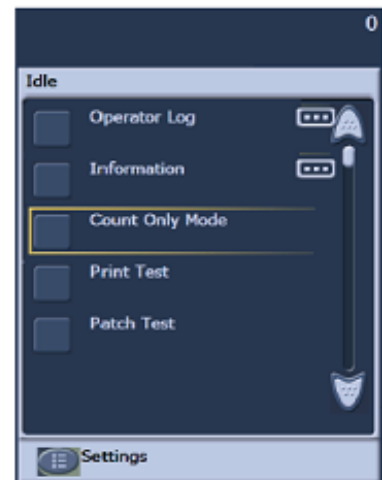 0
Idle
Operator Log
Information
Count Only Mode
Print Test
Patch Test
Settings